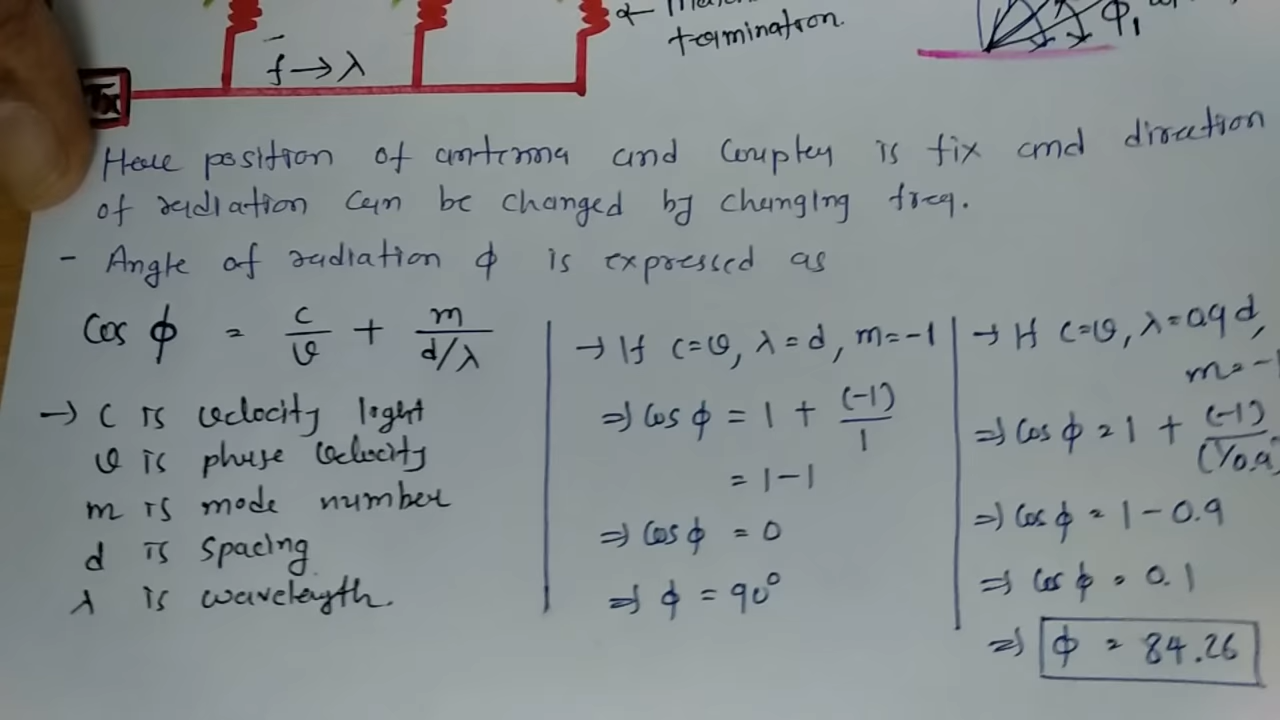 α←
termination.
Tx
f→λ
ϕ₁
Here position of antenna and Coupler is fix and direction
of radiation can be changed by changing freq.
- Angle of radiation ϕ is expressed as
Cos ϕ = c/v + m/(d/λ)
→ c is velocity light
v is phase velocity
m is mode number
d is spacing
λ is wavelength.
→ If c=v, λ=d, m=-1
⇒ Cos ϕ = 1 + (-1)/1
= 1-1
⇒ Cos ϕ = 0
⇒ ϕ = 90°
→ If c=v, λ=0.9d,
m=-1
⇒ Cos ϕ = 1 + (-1)/(1/0.9)
⇒ Cos ϕ = 1 - 0.9
⇒ Cos ϕ = 0.1
⇒ ϕ = 84.26